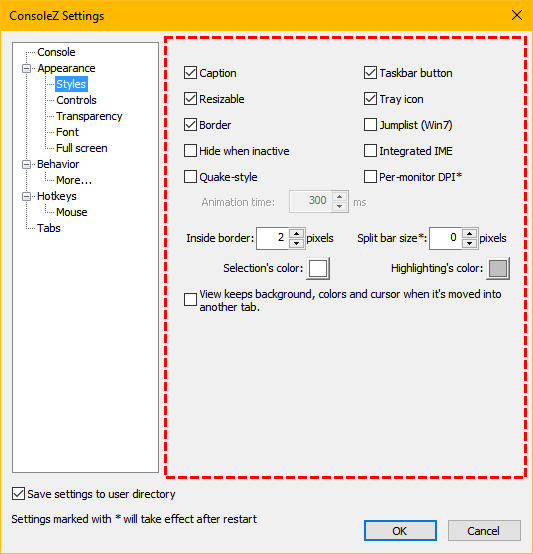 ConsoleZ Settings
Console
Appearance
Styles
Controls
Transparency
Font
Full screen
Behavior
More...
Hotkeys
Mouse
Tabs
Caption
Taskbar button
Resizable
Tray icon
Border
Jumplist (Win7)
Hide when inactive
Integrated IME
Quake-style
Per-monitor DPI*
Animation time: 300 ms
Inside border: 2 pixels
Split bar size*: 0 pixels
Selection's color:
Highlighting's color:
View keeps background, colors and cursor when it's moved into
another tab.
Save settings to user directory
Settings marked with * will take effect after restart
OK
Cancel